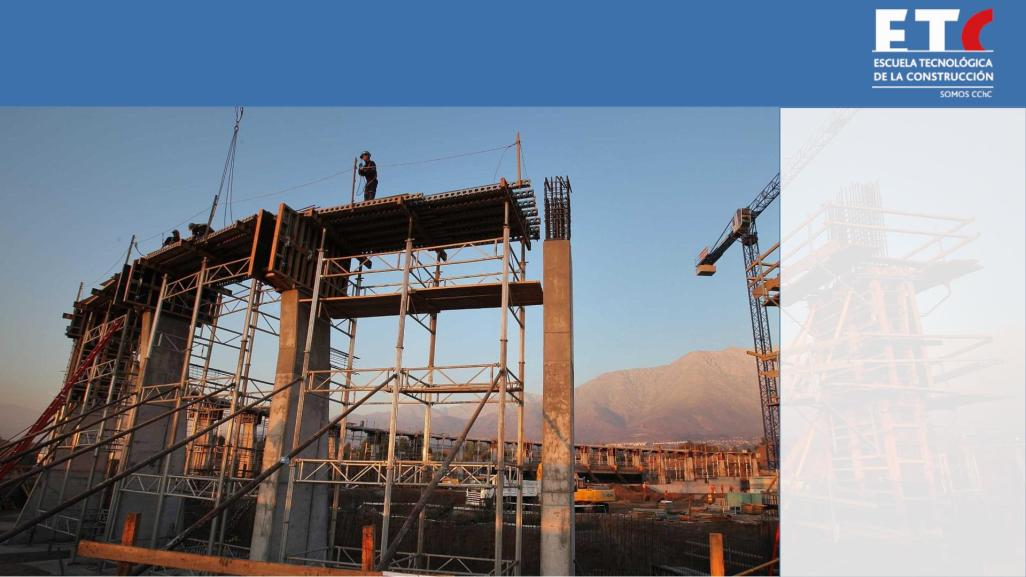 ETC
ESCUELA TECNOLÓGICA
DE LA CONSTRUCCIÓN
SOMOS CChC